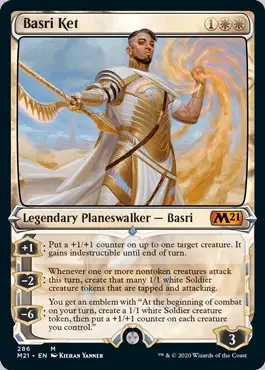 Basri Ket 1
Legendary Planeswalker — Basri M21
+1 Put a +1/+1 counter on up to one target creature. It
gains indestructible until end of turn.
Whenever one or more nontoken creatures attack
−2 this turn, create that many 1/1 white Soldier
creature tokens that are tapped and attacking.
You get an emblem with "At the beginning of combat
−6 on your turn, create a 1/1 white Soldier creature
token, then put a +1/+1 counter on each creature
you control."
3
286 M
M21 • EN KIERAN YANNER ™ & © 2020 Wizards of the Coast